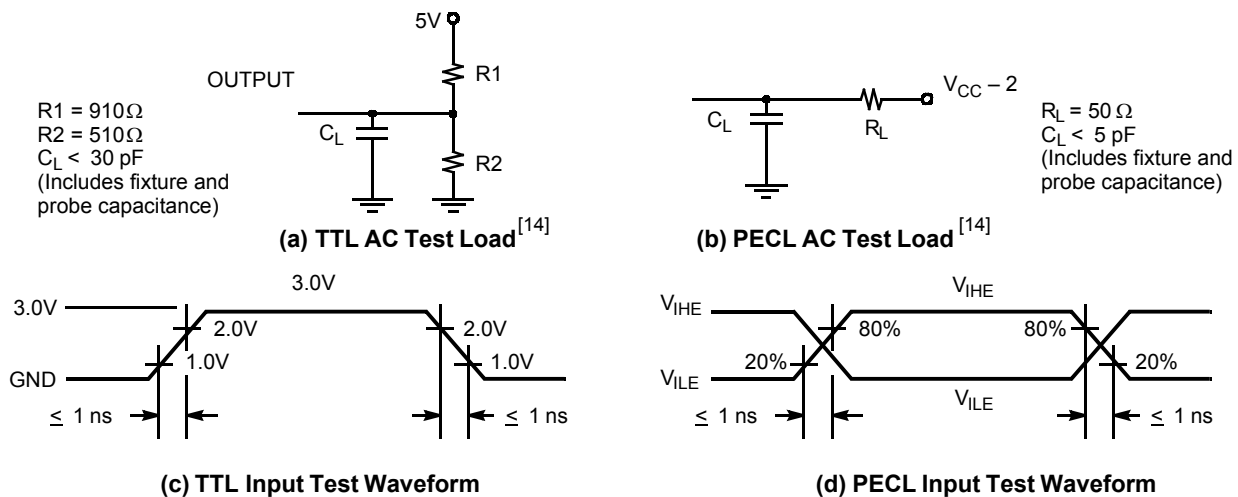 5V
OUTPUT
R1
R1 = 910Ω
R2 = 510Ω
C_L < 30 pF
(Includes fixture and
probe capacitance)
C_L
R2
(a) TTL AC Test Load[14]
V_CC – 2
C_L
R_L
R_L = 50 Ω
C_L < 5 pF
(Includes fixture and
probe capacitance)
(b) PECL AC Test Load[14]
3.0V
3.0V
2.0V
2.0V
1.0V
1.0V
GND
≤ 1 ns
≤ 1 ns
(c) TTL Input Test Waveform
V_IHE
V_IHE
80%
80%
20%
20%
V_ILE
V_ILE
≤ 1 ns
≤ 1 ns
(d) PECL Input Test Waveform